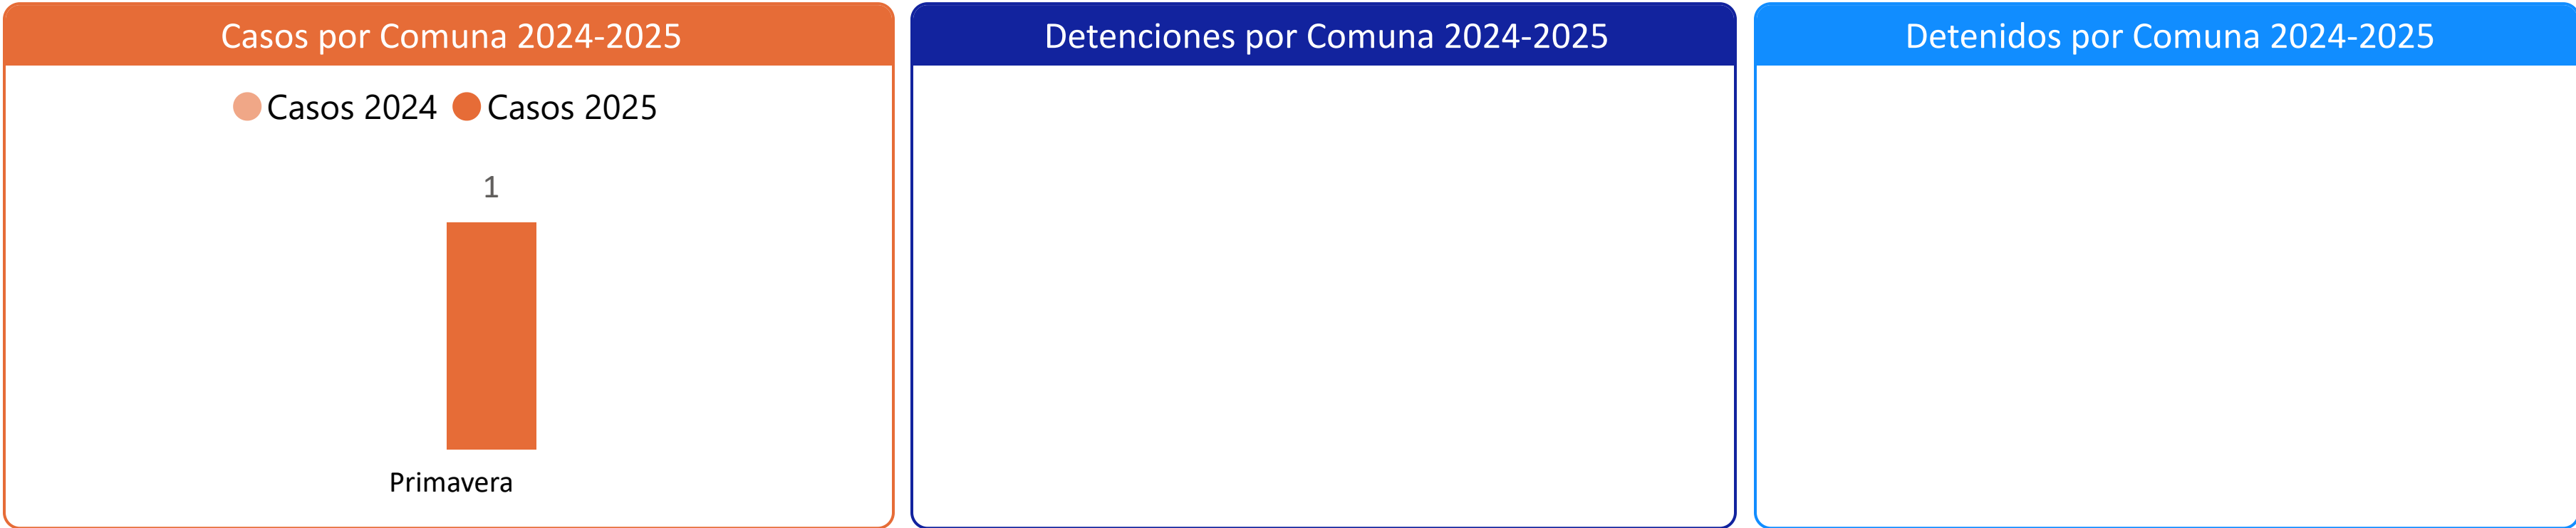 Casos por Comuna 2024-2025
Casos 2024 Casos 2025
1
Primavera
Detenciones por Comuna 2024-2025
Detenidos por Comuna 2024-2025